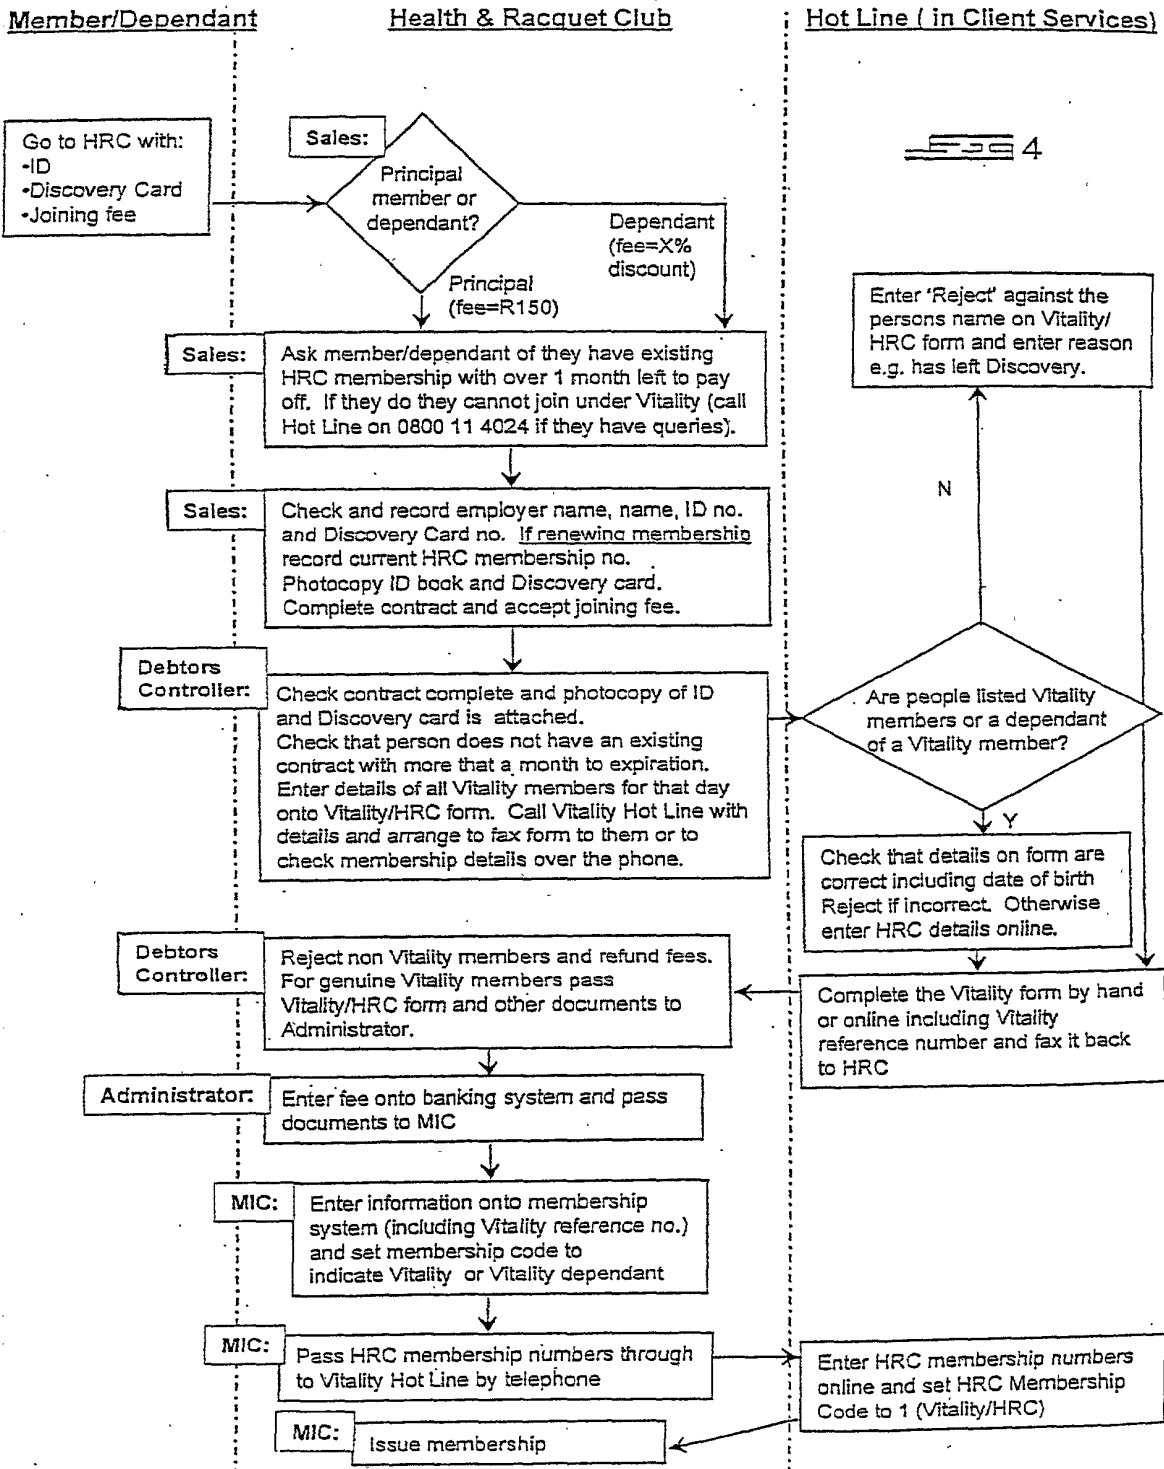 Member/Dependant
Health & Racquet Club
Hot Line ( in Client Services)
Go to HRC with:
•ID
•Discovery Card
•Joining fee
Sales:
Principal
member or
dependant?
4
Dependant
(fee=X%
discount)
Principal
(fee=R150)
Sales:
Ask member/dependant of they have existing
HRC membership with over 1 month left to pay
off. If they do they cannot join under Vitality (call
Hot Line on 0800 11 4024 if they have queries).
Enter 'Reject' against the
persons name on Vitality/
HRC form and enter reason
e.g. has left Discovery.
N
Sales:
Check and record employer name, name, ID no.
and Discovery Card no. If renewing membership
record current HRC membership no.
Photocopy ID book and Discovery card.
Complete contract and accept joining fee.
Debtors
Controller:
Check contract complete and photocopy of ID
and Discovery card is attached.
Check that person does not have an existing
contract with more that a month to expiration.
Enter details of all Vitality members for that day
onto Vitality/HRC form. Call Vitality Hot Line with
details and arrange to fax form to them or to
check membership details over the phone.
Are people listed Vitality
members or a dependant
of a Vitality member?
Y
Check that details on form are
correct including date of birth
Reject if incorrect. Otherwise
enter HRC details online.
Debtors
Controller:
Reject non Vitality members and refund fees.
For genuine Vitality members pass
Vitality/HRC form and other documents to
Administrator.
Complete the Vitality form by hand
or online including Vitality
reference number and fax it back
to HRC
Administrator:
Enter fee onto banking system and pass
documents to MIC
MIC:
Enter information onto membership
system (including Vitality reference no.)
and set membership code to
indicate Vitality or Vitality dependant
MIC:
Pass HRC membership numbers through
to Vitality Hot Line by telephone
Enter HRC membership numbers
online and set HRC Membership
Code to 1 (Vitality/HRC)
MIC:
Issue membership